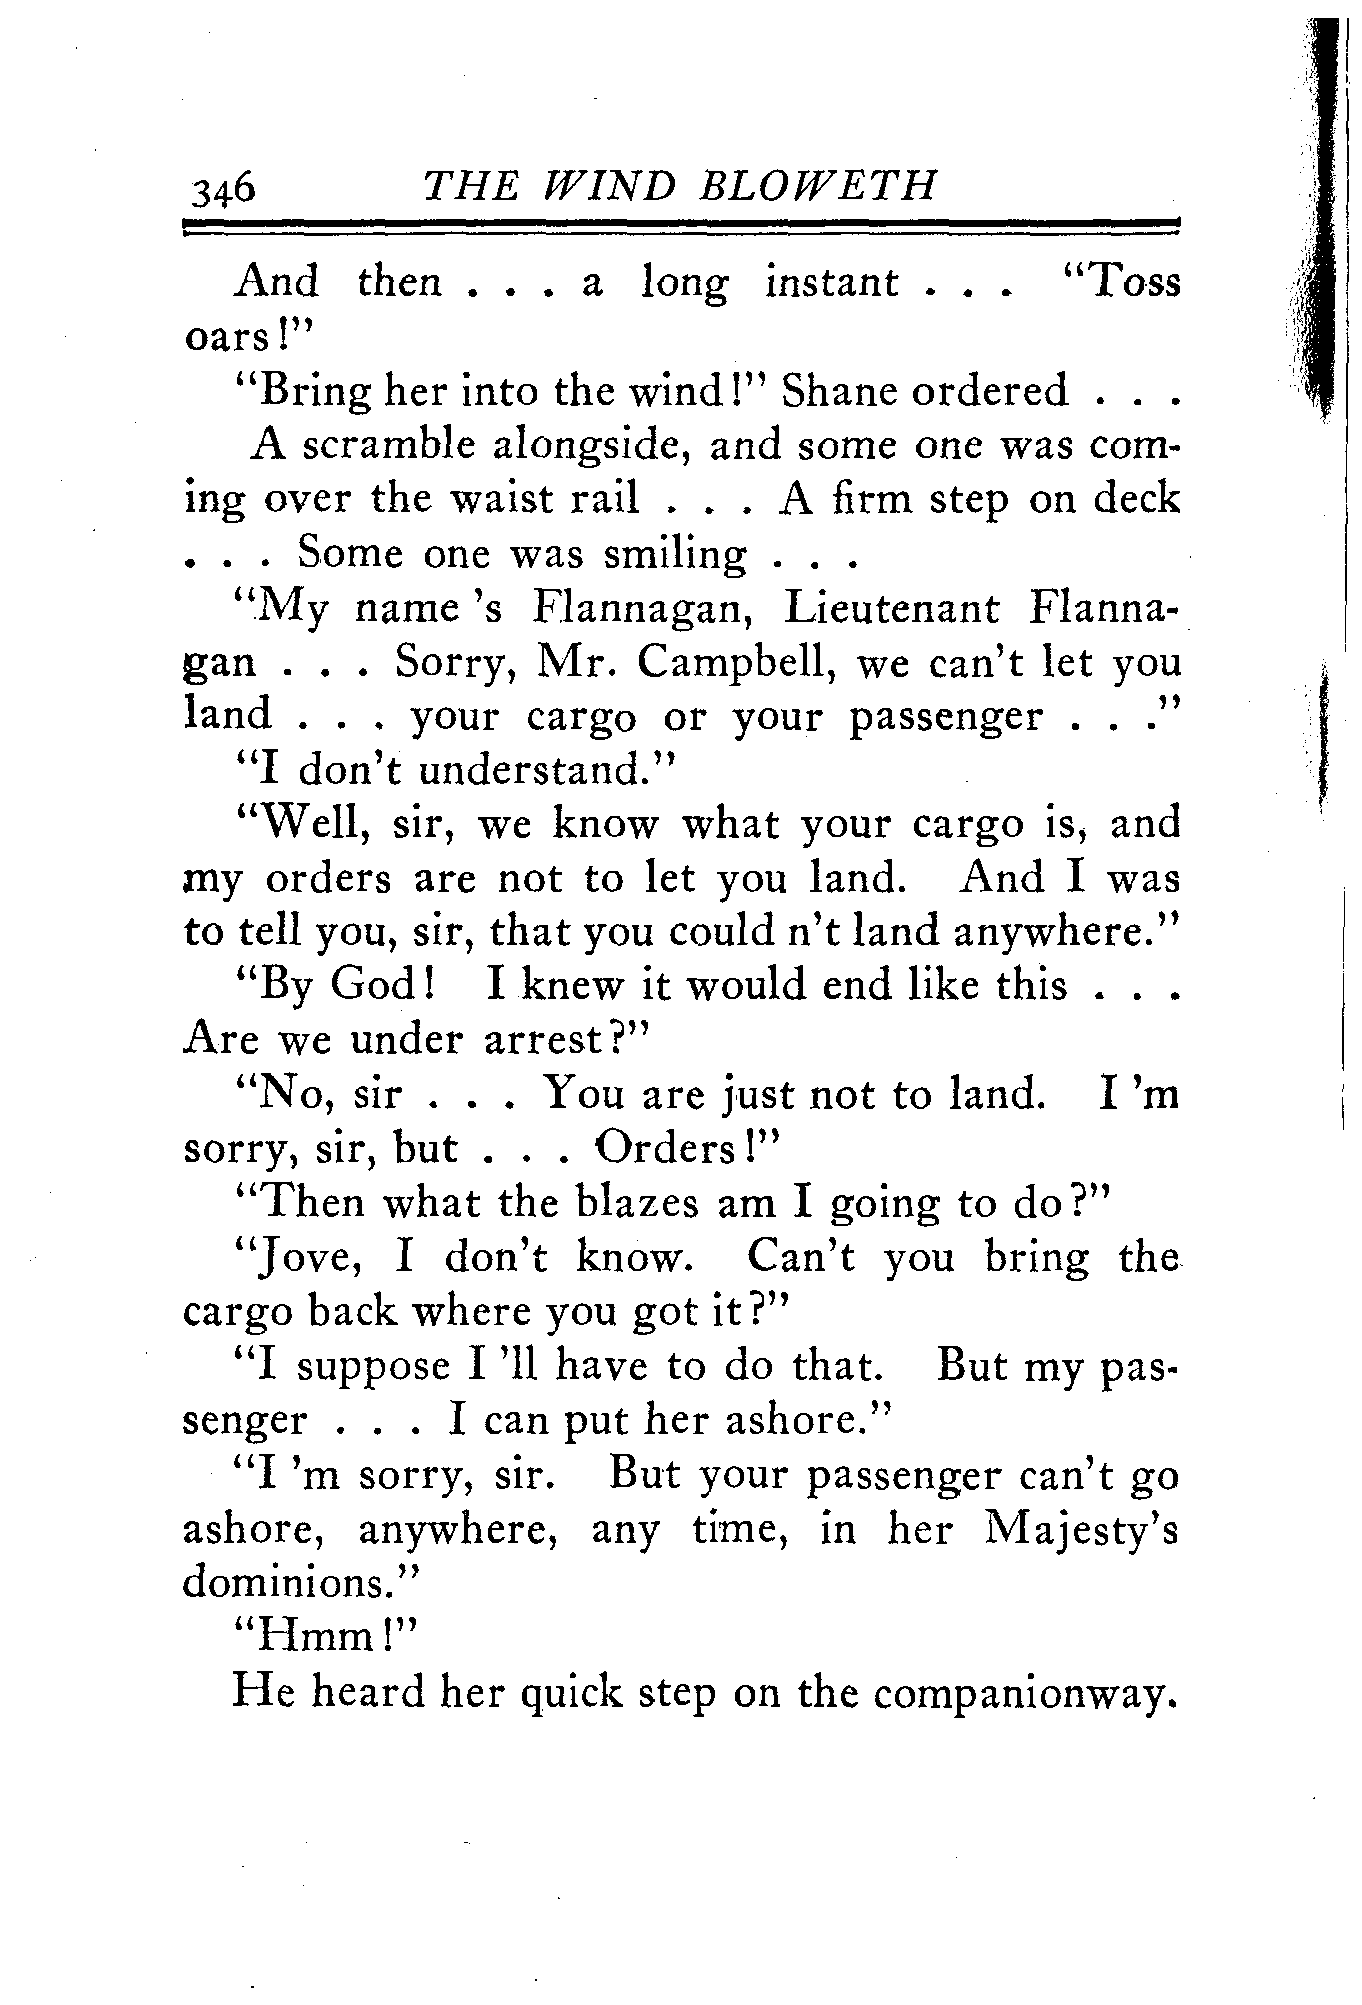 346 THE WIND BLOWETH
And then . . . a long instant . . . “Toss
oars!”
“Bring her into the wind!” Shane ordered . . .
A scramble alongside, and some one was com-
ing over the waist rail . . . A firm step on deck
. . . Some one was smiling . . .
“My name 's Flannagan, Lieutenant Flanna-
gan . . . Sorry, Mr. Campbell, we can't let you
land . . . your cargo or your passenger . . .”
“I don't understand.”
“Well, sir, we know what your cargo is, and
my orders are not to let you land. And I was
to tell you, sir, that you could n't land anywhere.”
“By God! I knew it would end like this . . .
Are we under arrest?”
“No, sir . . . You are just not to land. I 'm
sorry, sir, but . . . Orders!”
“Then what the blazes am I going to do?”
“Jove, I don't know. Can't you bring the
cargo back where you got it?”
“I suppose I 'll have to do that. But my pas-
senger . . . I can put her ashore.”
“I 'm sorry, sir. But your passenger can't go
ashore, anywhere, any time, in her Majesty's
dominions.”
“Hmm!”
He heard her quick step on the companionway.